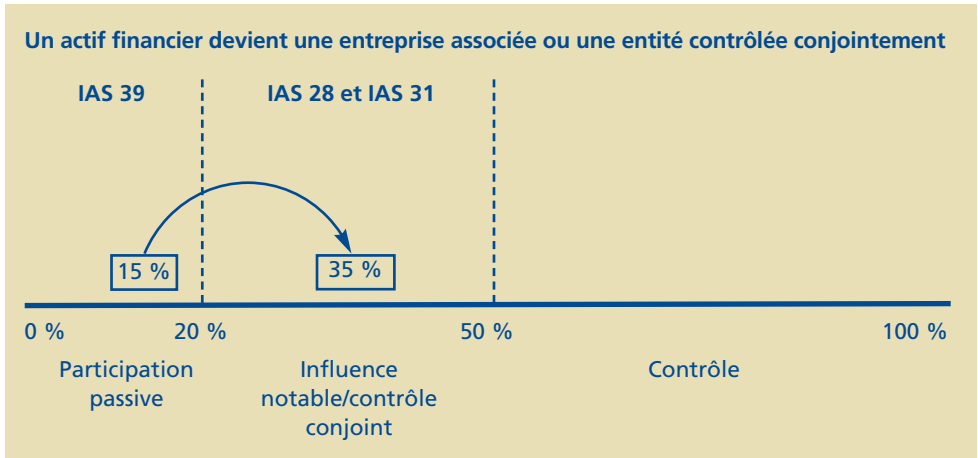 Un actif financier devient une entreprise associée ou une entité contrôlée conjointement
IAS 39
IAS 28 et IAS 31
15 %
35 %
0 %
20 %
50 %
100 %
Participation
passive
Influence
notable/contrôle
conjoint
Contrôle